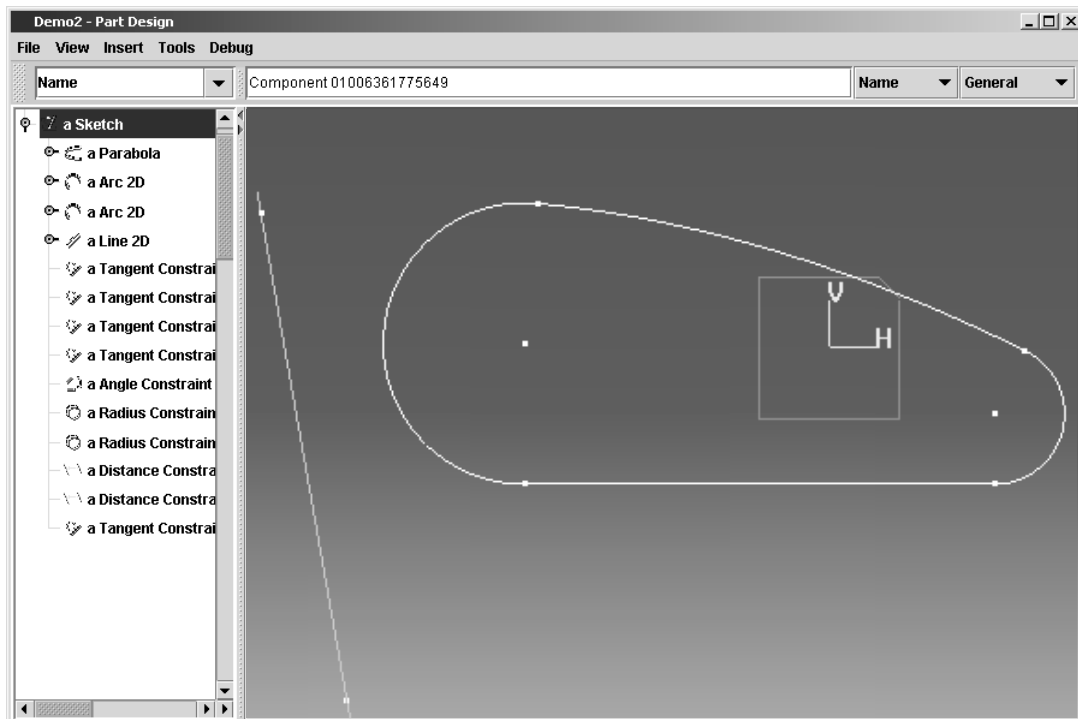 Demo2 - Part Design
File View Insert Tools Debug
Name Component 01006361775649 Name General
a Sketch
a Parabola
a Arc 2D
a Arc 2D
a Line 2D
a Tangent Constrai
a Tangent Constrai
a Tangent Constrai
a Tangent Constrai
a Angle Constraint
a Radius Constrain
a Radius Constrain
a Distance Constra
a Distance Constra
a Tangent Constrai
V
H